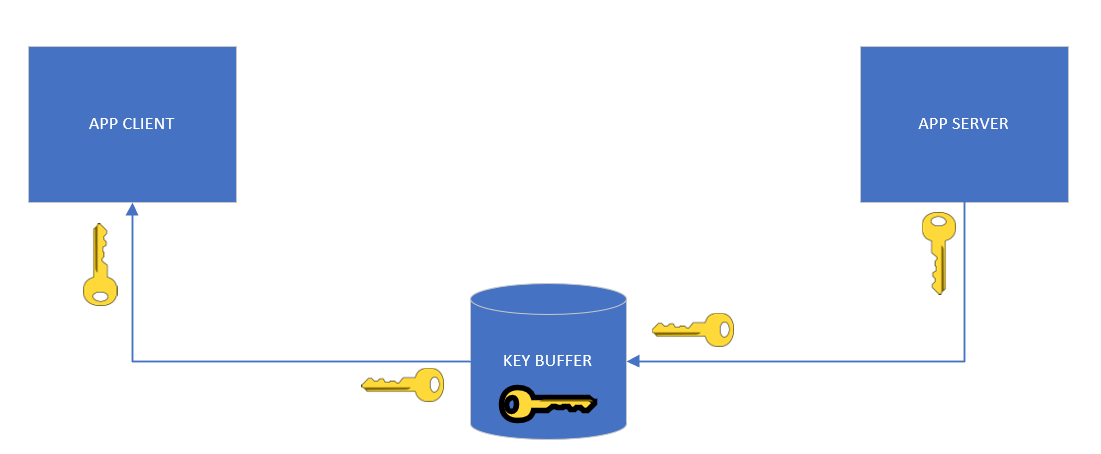 APP CLIENT
APP SERVER
KEY BUFFER